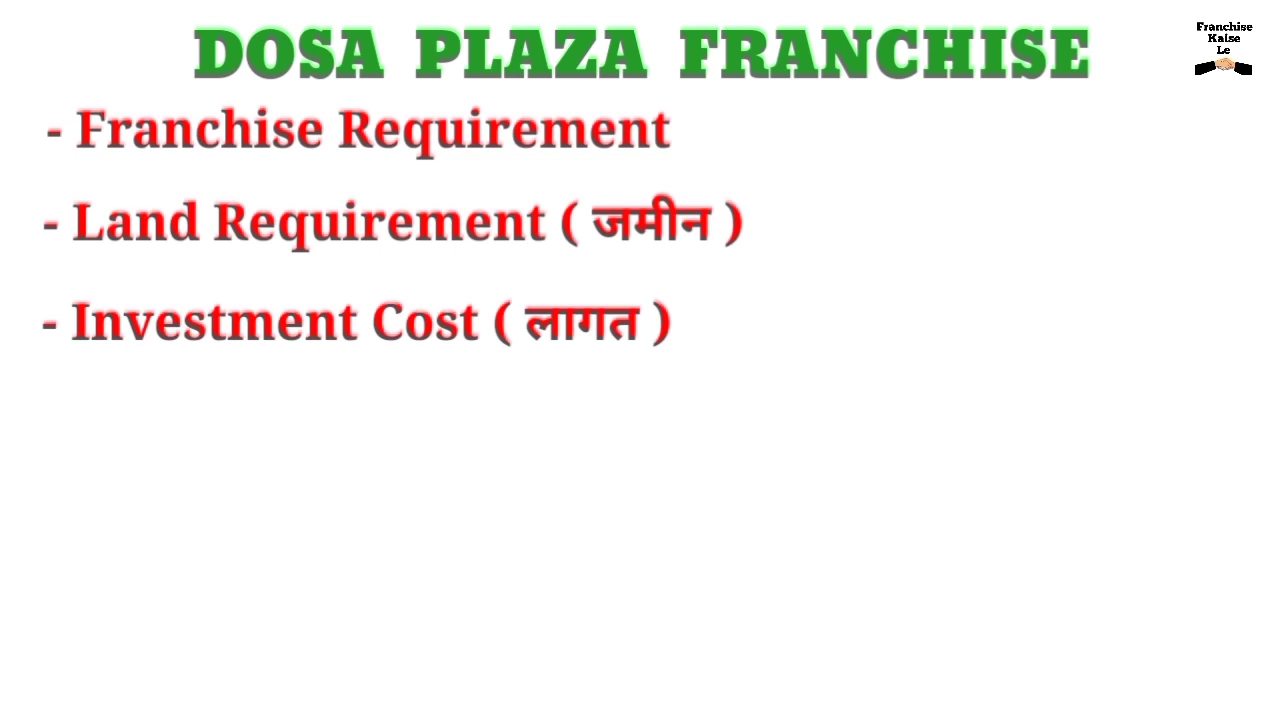 DOSA PLAZA FRANCHISE
Franchise
Kaise
Le
- Franchise Requirement
- Land Requirement ( जमीन )
- Investment Cost ( लागत )